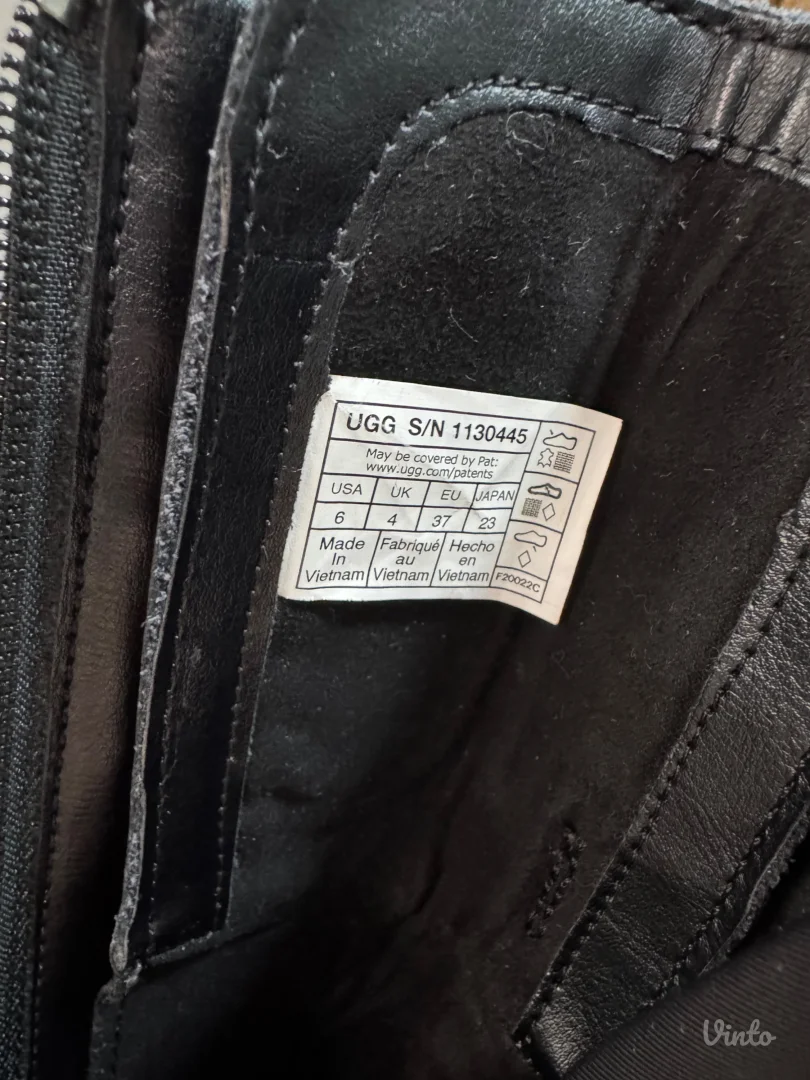 UGG S/N 1130445
May be covered by Pat:
www.ugg.com/patents
USA UK EU JAPAN
6 4 37 23
Made In Vietnam
Fabriqué au Vietnam
Hecho en Vietnam
F20022C
Vinto